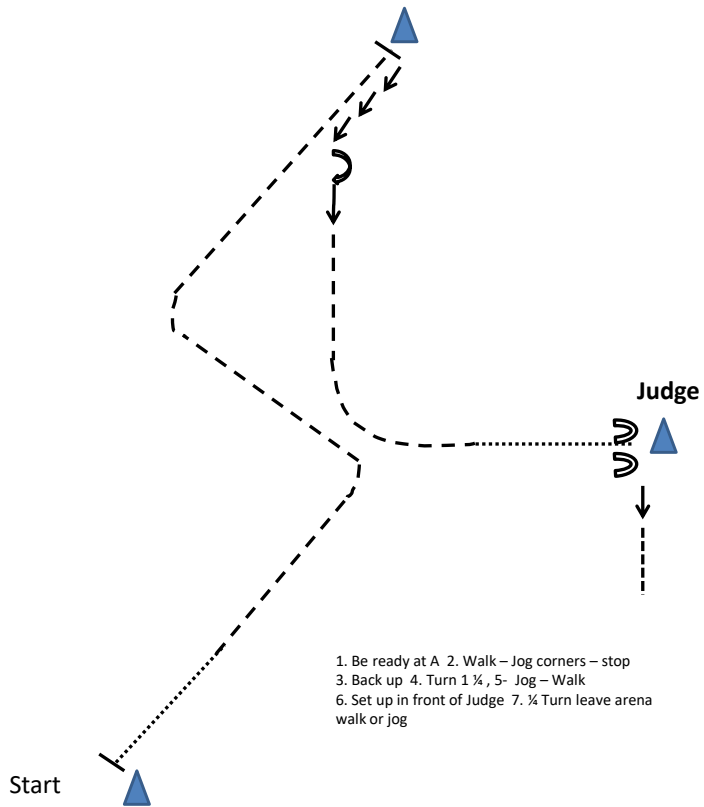 Judge
1. Be ready at A 2. Walk – Jog corners – stop
3. Back up 4. Turn 1 ¼ , 5- Jog – Walk
6. Set up in front of Judge 7. ¼ Turn leave arena
walk or jog
Start